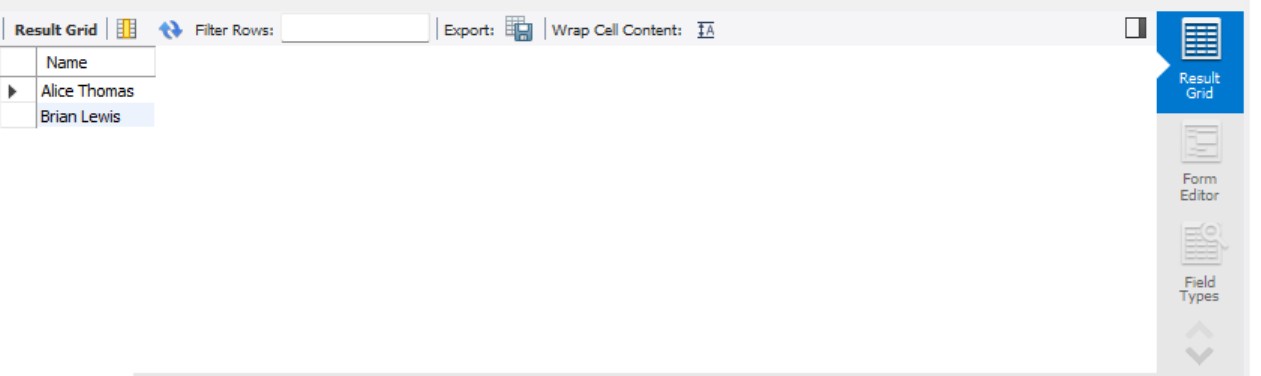 Result Grid Filter Rows: Export: Wrap Cell Content: IA
Name
Alice Thomas
Brian Lewis
Result
Grid
Form
Editor
Field
Types